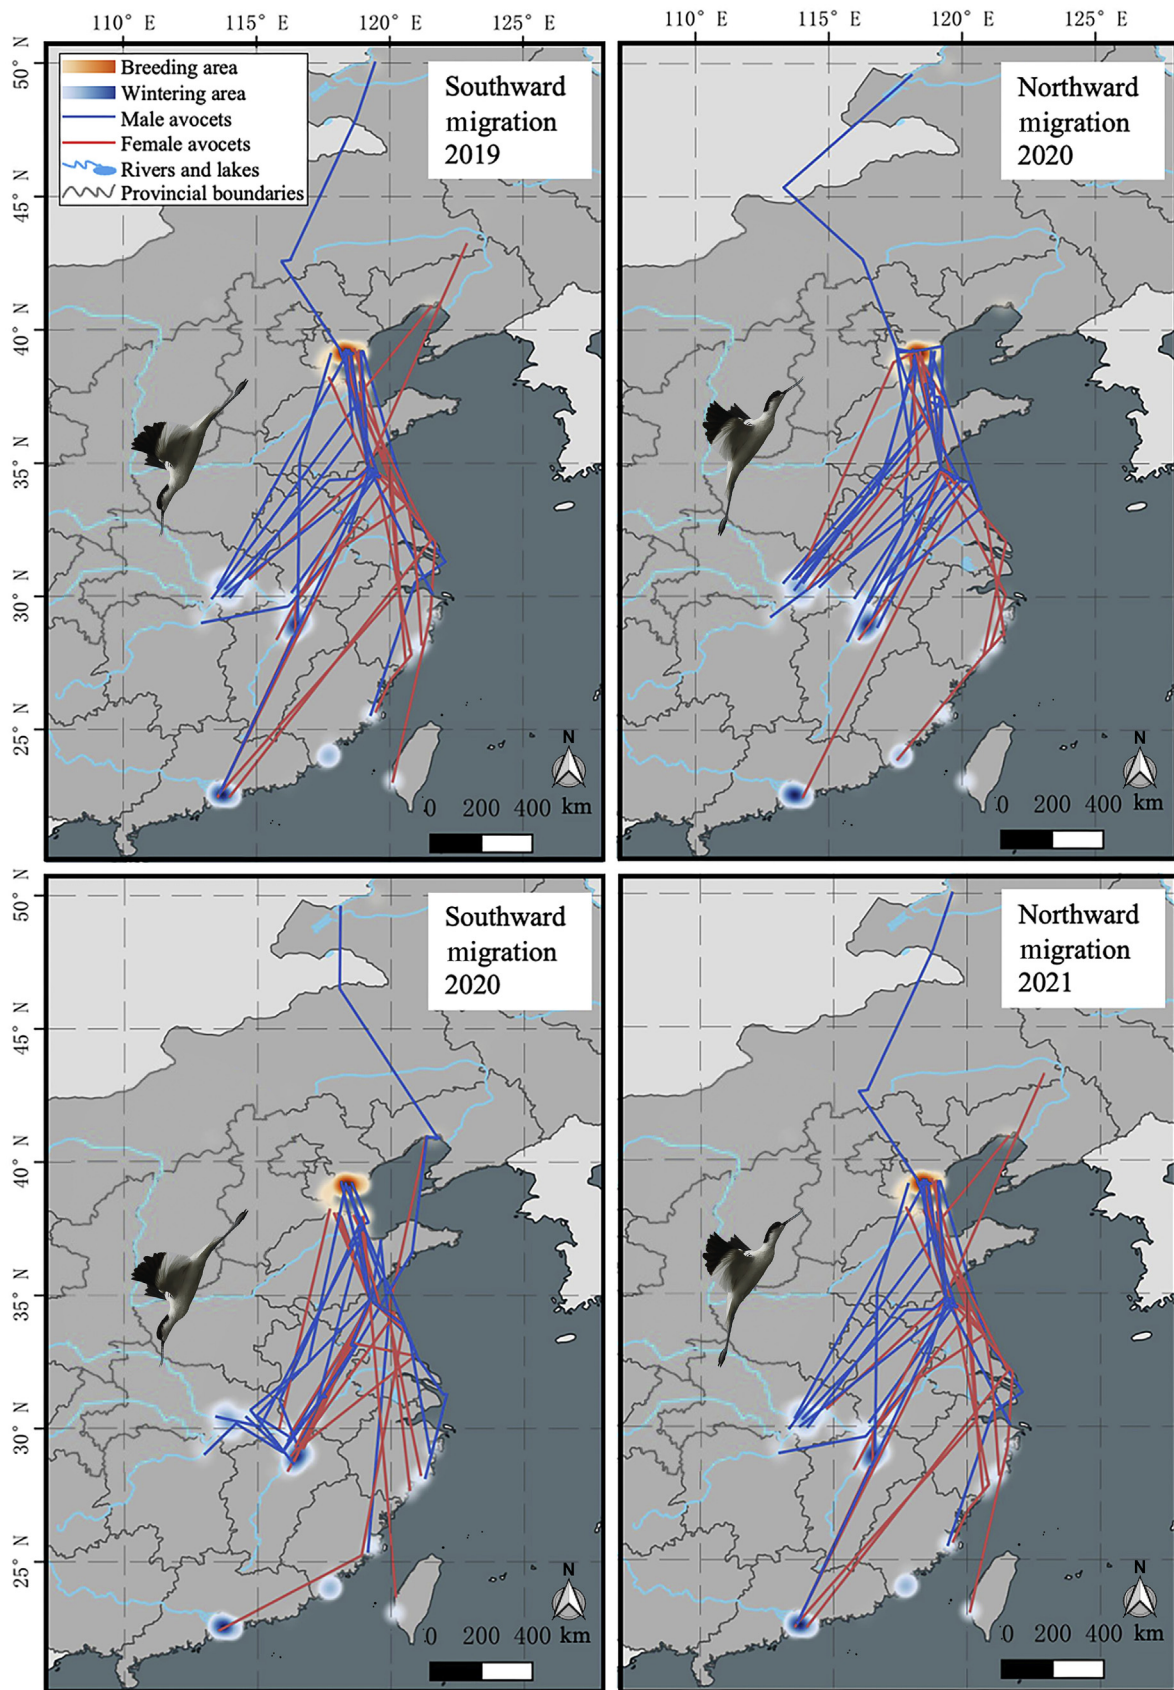 110° E 115° E 120° E 125° E
110° E 115° E 120° E 125° E
50° N
45° N
40° N
35° N
30° N
25° N
Breeding area
Wintering area
Male avocets
Female avocets
Rivers and lakes
Provincial boundaries
Southward
migration
2019
N
0 200 400 km
Northward
migration
2020
N
0 200 400 km
50° N
45° N
40° N
35° N
30° N
25° N
Southward
migration
2020
N
0 200 400 km
Northward
migration
2021
N
0 200 400 km